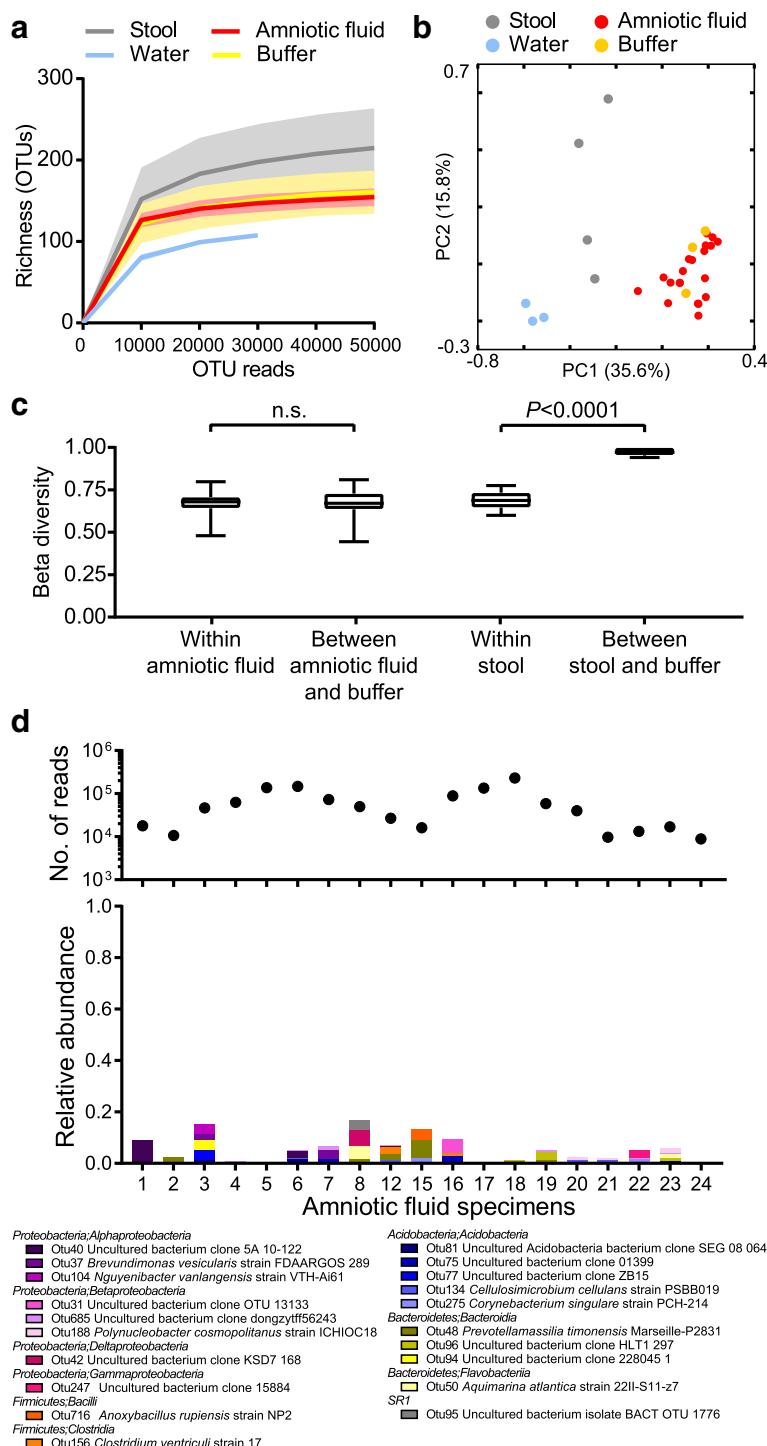 a
Stool
Amniotic fluid
Water
Buffer
300
200
100
0
Richness (OTUs)
0
10000
20000
30000
40000
50000
OTU reads
b
Stool
Amniotic fluid
Water
Buffer
0.7
PC2 (15.8%)
-0.3
-0.8
0.4
PC1 (35.6%)
c
n.s.
P<0.0001
1.00
0.75
0.50
0.25
0.00
Beta diversity
Within amniotic fluid
Between amniotic fluid and buffer
Within stool
Between stool and buffer
d
10^6
10^5
10^4
10^3
No. of reads
1.0
0.8
0.6
0.4
0.2
0.0
Relative abundance
1 2 3 4 5 6 7 8 12 15 16 17 18 19 20 21 22 23 24
Amniotic fluid specimens
Proteobacteria;Alphaproteobacteria
Otu40 Uncultured bacterium clone 5A 10-122
Otu37 Brevundimonas vesicularis strain FDAARGOS 289
Otu104 Nguyenibacter vanlangensis strain VTH-Ai61
Proteobacteria;Betaproteobacteria
Otu31 Uncultured bacterium clone OTU 13133
Otu685 Uncultured bacterium clone dongzytff56243
Otu188 Polynucleobacter cosmopolitanus strain ICHIOC18
Proteobacteria;Deltaproteobacteria
Otu42 Uncultured bacterium clone KSD7 168
Proteobacteria;Gammaproteobacteria
Otu247 Uncultured bacterium clone 15884
Firmicutes;Bacilli
Otu716 Anoxybacillus rupiensis strain NP2
Firmicutes;Clostridia
Otu156 Clostridium ventriculi strain 17
Acidobacteria;Acidobacteria
Otu81 Uncultured Acidobacteria bacterium clone SEG 08 064
Otu75 Uncultured bacterium clone 01399
Otu77 Uncultured bacterium clone ZB15
Otu134 Cellulosimicrobium cellulans strain PSBB019
Otu275 Corynebacterium singulare strain PCH-214
Bacteroidetes;Bacteroidia
Otu48 Prevotellamassilia timonensis Marseille-P2831
Otu96 Uncultured bacterium clone HLT1 297
Otu94 Uncultured bacterium clone 228045 1
Bacteroidetes;Flavobacteriia
Otu50 Aquimarina atlantica strain 22II-S11-z7
SR1
Otu95 Uncultured bacterium isolate BACT OTU 1776